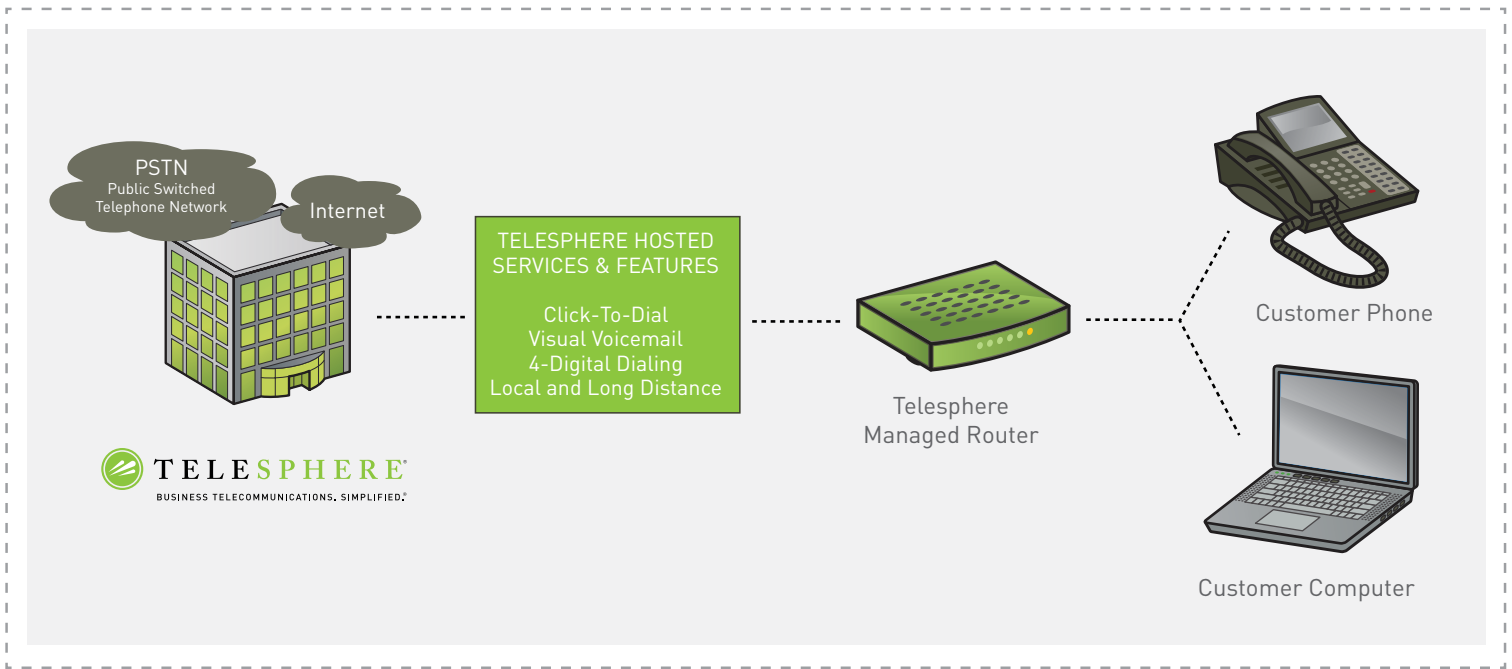 PSTN
Public Switched
Telephone Network
Internet
TELESPHERE HOSTED
SERVICES & FEATURES
Click-To-Dial
Visual Voicemail
4-Digital Dialing
Local and Long Distance
Telesphere
Managed Router
Customer Phone
Customer Computer
TELESPHERE®
BUSINESS TELECOMMUNICATIONS. SIMPLIFIED.®